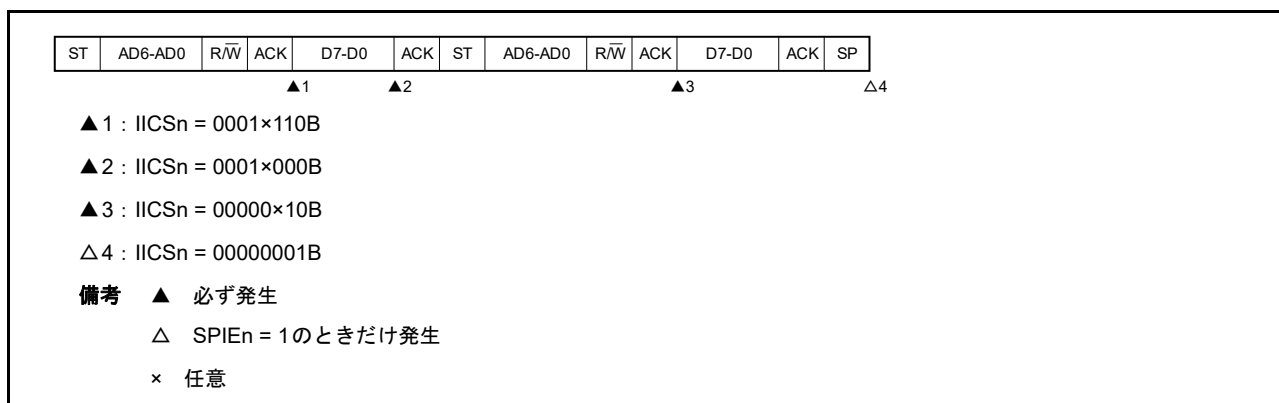 ST AD6-AD0 R/W̅ ACK D7-D0 ACK ST AD6-AD0 R/W̅ ACK D7-D0 ACK SP
▲1 ▲2 ▲3 △4
▲1：IICSn = 0001×110B
▲2：IICSn = 0001×000B
▲3：IICSn = 00000×10B
△4：IICSn = 00000001B
備考 ▲ 必ず発生
△ SPIEn = 1のときだけ発生
× 任意